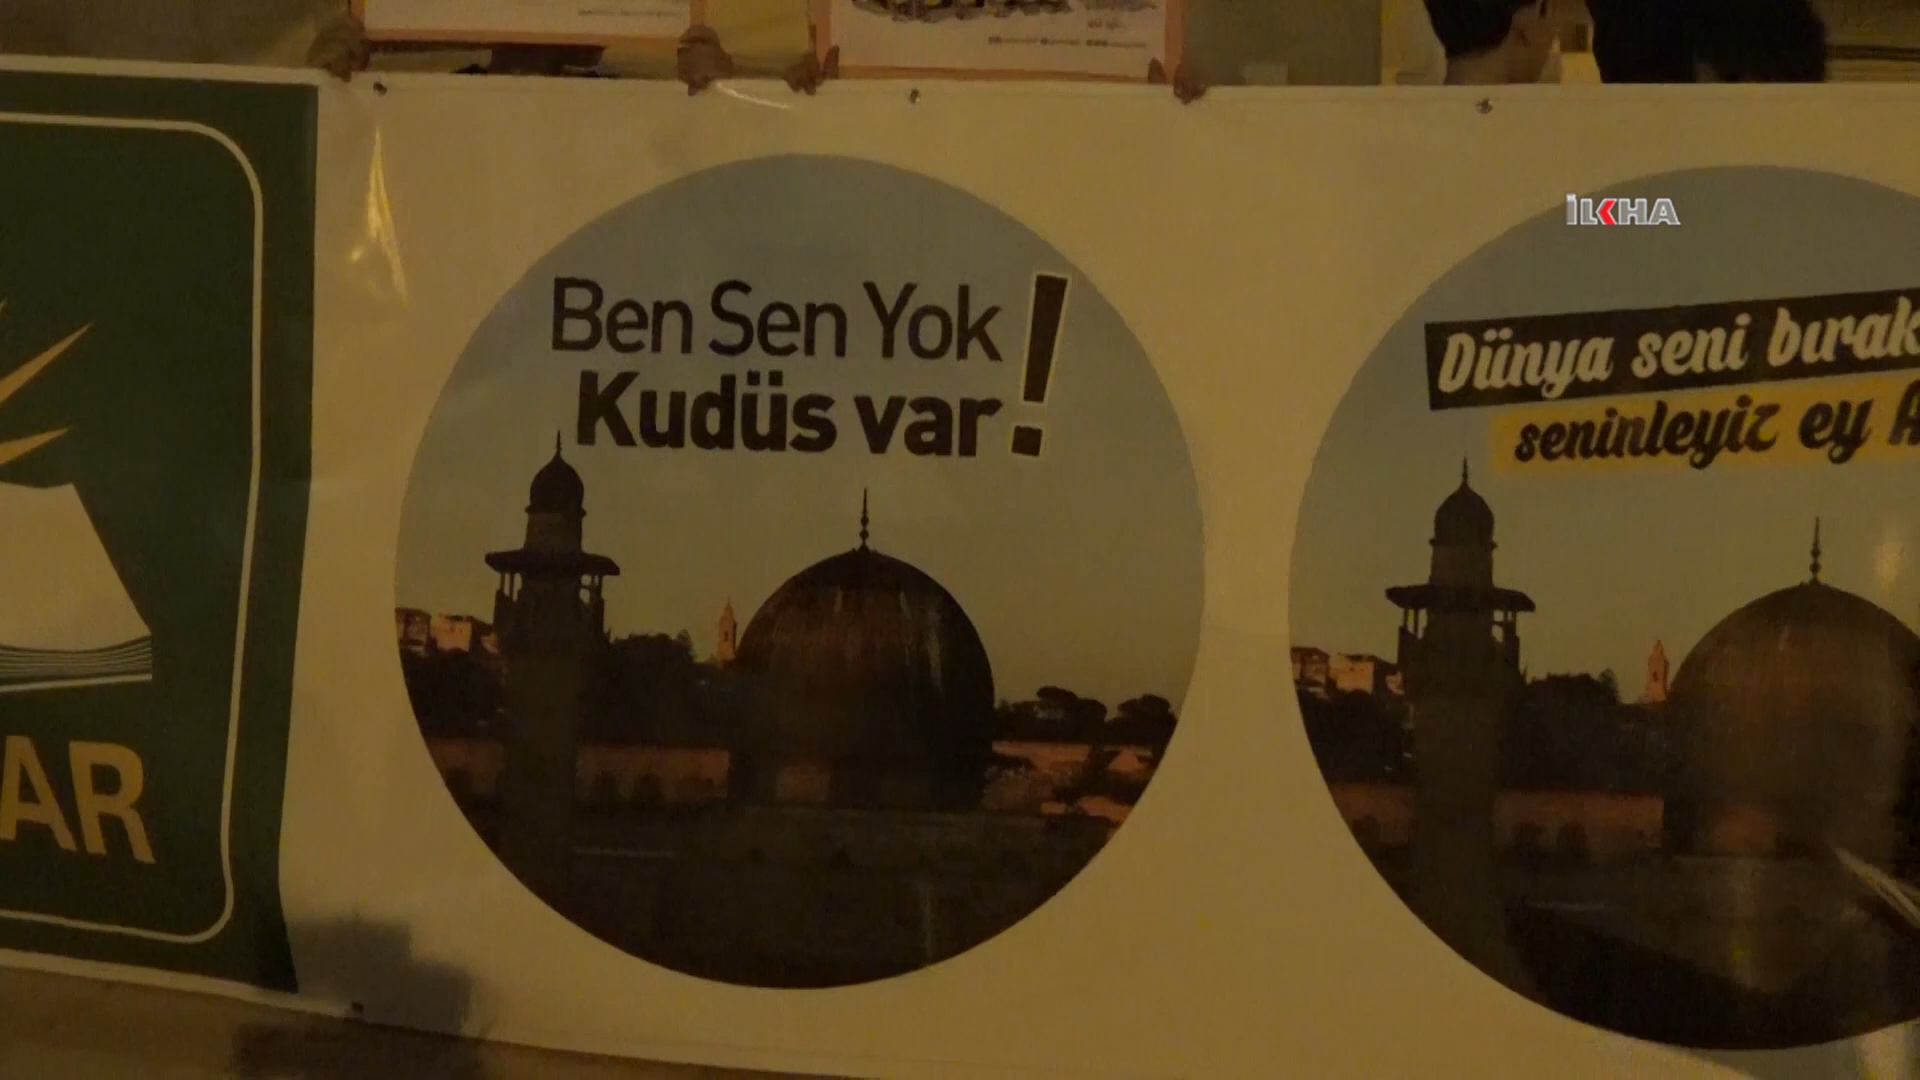 İLKHA
Ben Sen Yok
Kudüs var!
Dünya seni bırak
seninleyiz ey A
AR